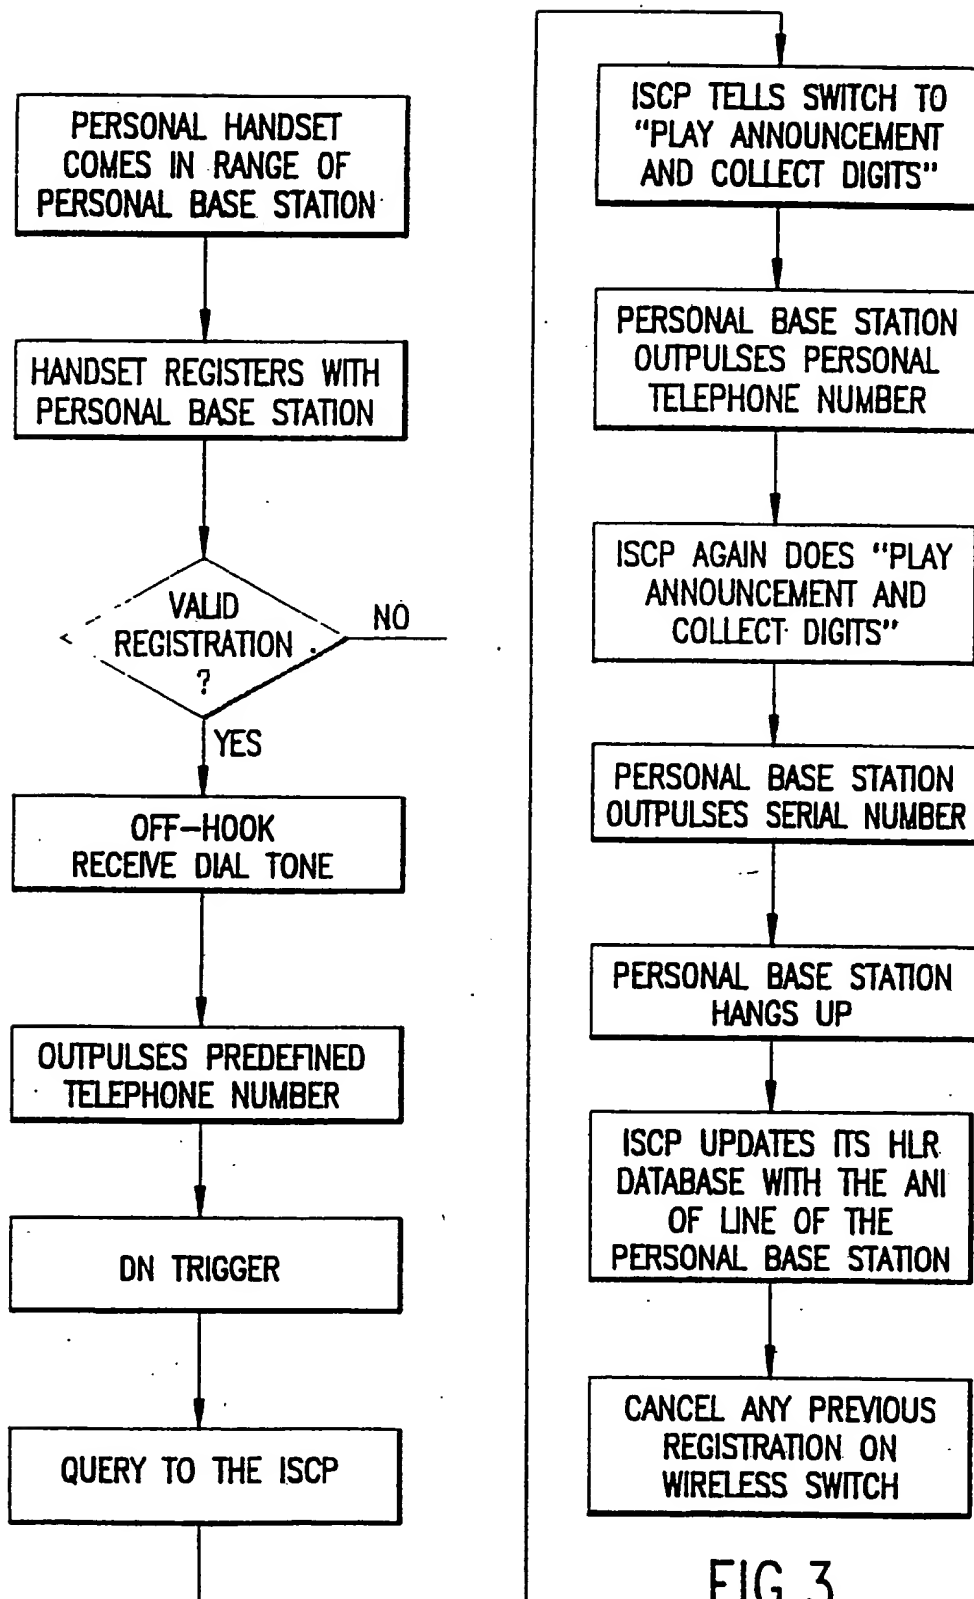 PERSONAL HANDSET
COMES IN RANGE OF
PERSONAL BASE STATION
HANDSET REGISTERS WITH
PERSONAL BASE STATION
VALID
REGISTRATION
?
NO
YES
OFF-HOOK
RECEIVE DIAL TONE
OUTPULSES PREDEFINED
TELEPHONE NUMBER
DN TRIGGER
QUERY TO THE ISCP
ISCP TELLS SWITCH TO
"PLAY ANNOUNCEMENT
AND COLLECT DIGITS"
PERSONAL BASE STATION
OUTPULSES PERSONAL
TELEPHONE NUMBER
ISCP AGAIN DOES "PLAY
ANNOUNCEMENT AND
COLLECT DIGITS"
PERSONAL BASE STATION
OUTPULSES SERIAL NUMBER
PERSONAL BASE STATION
HANGS UP
ISCP UPDATES ITS HLR
DATABASE WITH THE ANI
OF LINE OF THE
PERSONAL BASE STATION
CANCEL ANY PREVIOUS
REGISTRATION ON
WIRELESS SWITCH
FIG. 3